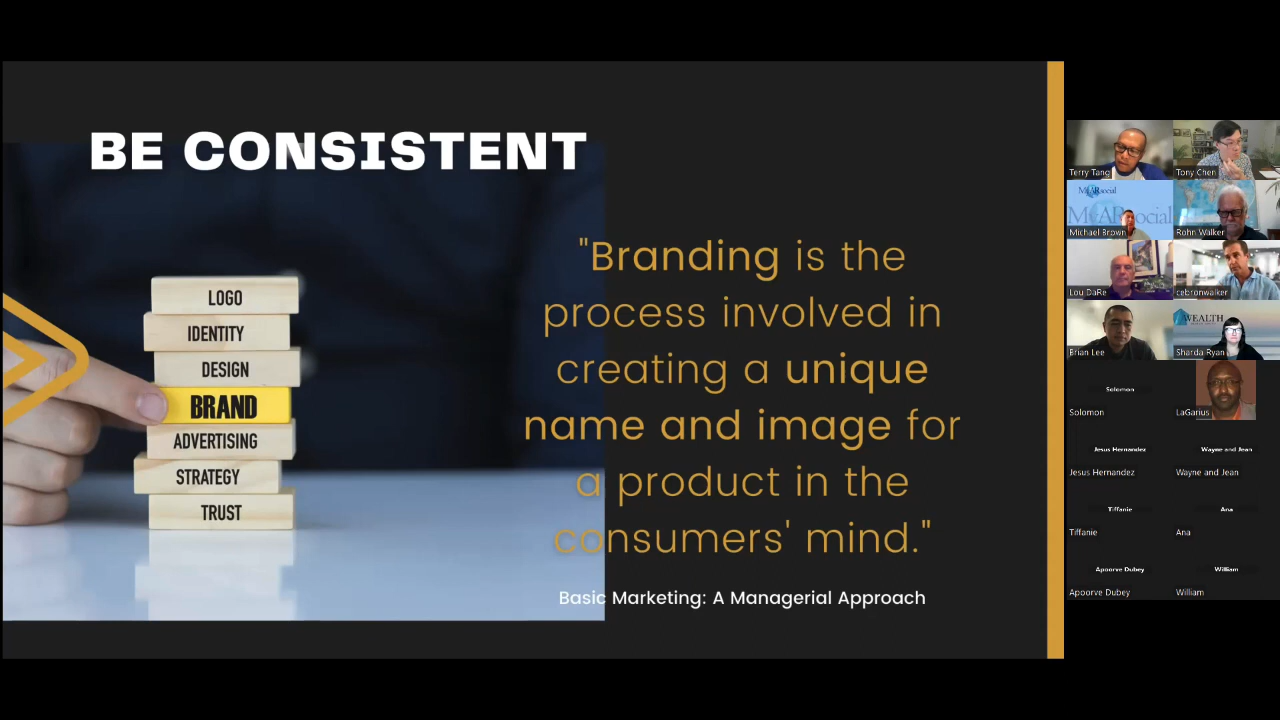 BE CONSISTENT
LOGO
IDENTITY
DESIGN
BRAND
ADVERTISING
STRATEGY
TRUST
"Branding is the
process involved in
creating a unique
name and image for
a product in the
consumers' mind."
Basic Marketing: A Managerial Approach
Terry Tang
Tony Chen
Michael Brown
Rohn Walker
Lou DaRe
cebronwalker
Brian Lee
WEALTH
Sharda Ryan
Solomon
Solomon
LaGarius
Jesus Hernandez
Wayne and Jean
Jesus Hernandez
Wayne and Jean
Tiffanie
Ana
Tiffanie
Ana
Apoorve Dubey
William
Apoorve Dubey
William